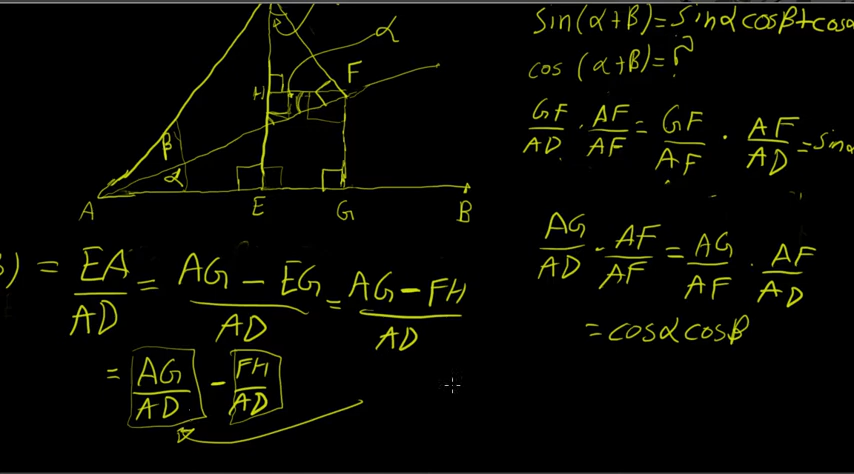 α
F
H
β
α
A E G B
sin(α+β)=sinαcosβ+cosα
cos (α+β)=?
GF/AD · AF/AF = GF/AF · AF/AD = sinα
AG/AD · AF/AF = AG/AF · AF/AD
= cosα cosβ
) = EA/AD = AG − EG/AD = AG − FH/AD
= AG/AD − FH/AD